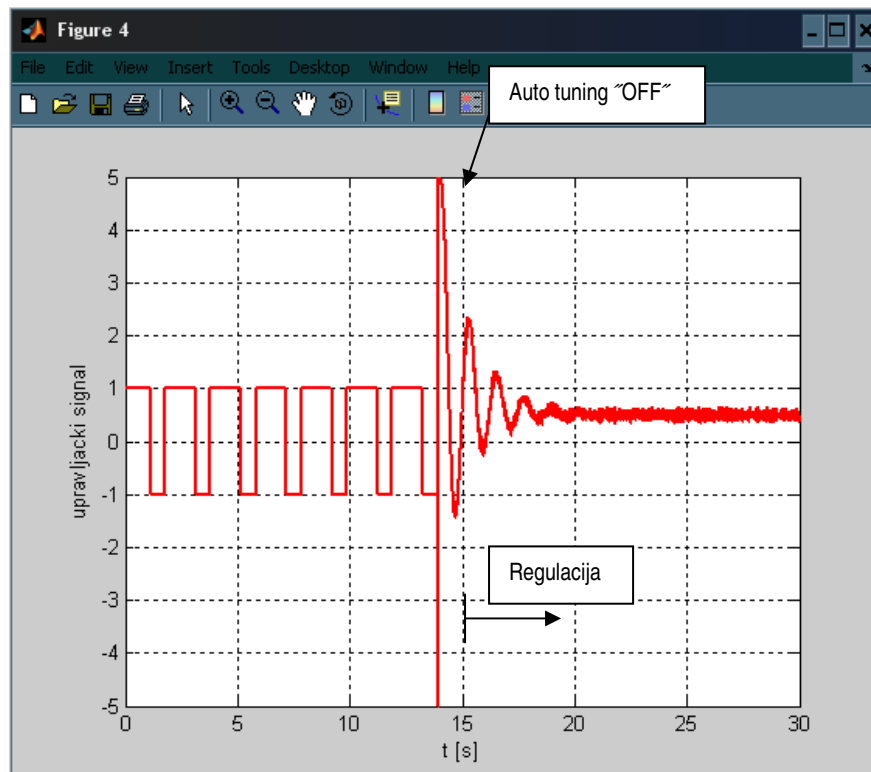 Figure 4
File Edit View Insert Tools Desktop Window Help
Auto tuning ˝OFF˝
5
4
3
2
1
0
-1
-2
-3
-4
-5
upravljacki signal
Regulacija
0 5 10 15 20 25 30
t [s]